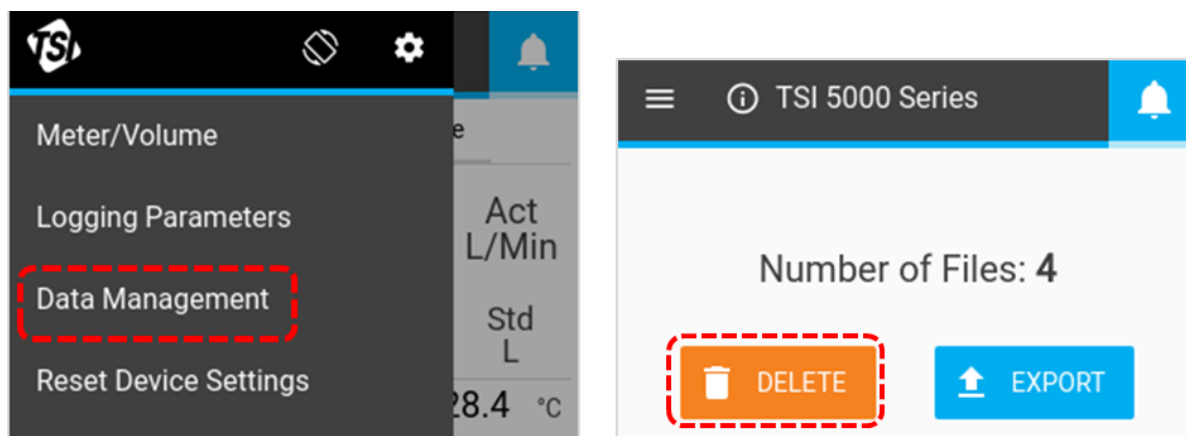 TSI
Meter/Volume
Logging Parameters
Data Management
Reset Device Settings
e
Act
L/Min
Std
L
28.4 °C
TSI 5000 Series
Number of Files: 4
DELETE
EXPORT